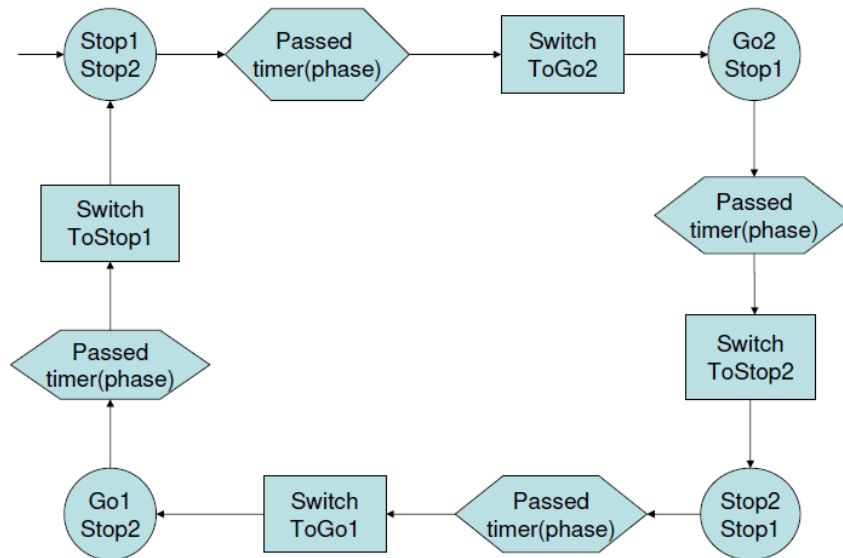 Stop1
Stop2
Passed
timer(phase)
Switch
ToGo2
Go2
Stop1
Passed
timer(phase)
Switch
ToStop2
Stop2
Stop1
Passed
timer(phase)
Switch
ToGo1
Go1
Stop2
Passed
timer(phase)
Switch
ToStop1